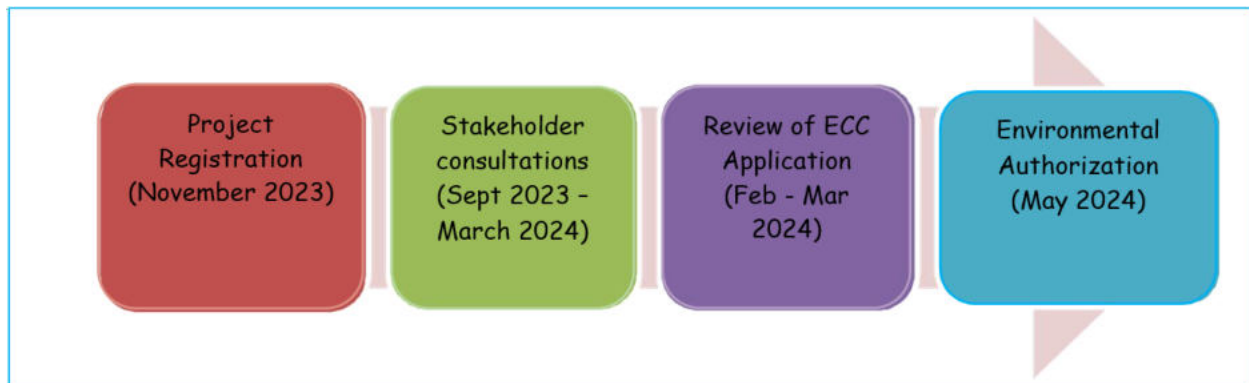 Project
Registration
(November 2023)
Stakeholder
consultations
(Sept 2023 –
March 2024)
Review of ECC
Application
(Feb - Mar
2024)
Environmental
Authorization
(May 2024)